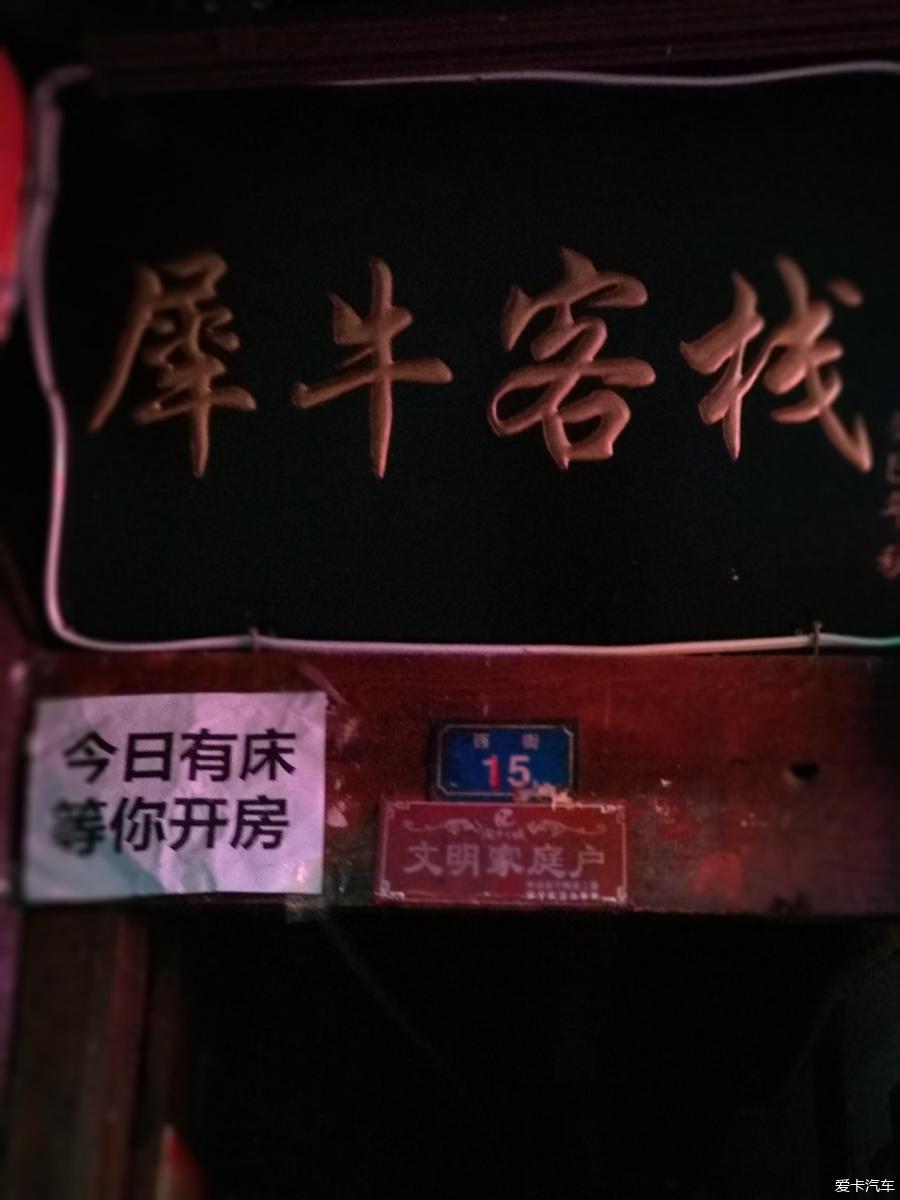 犀牛客栈
今日有床
等你开房
西街
15
文明家庭户
爱卡汽车